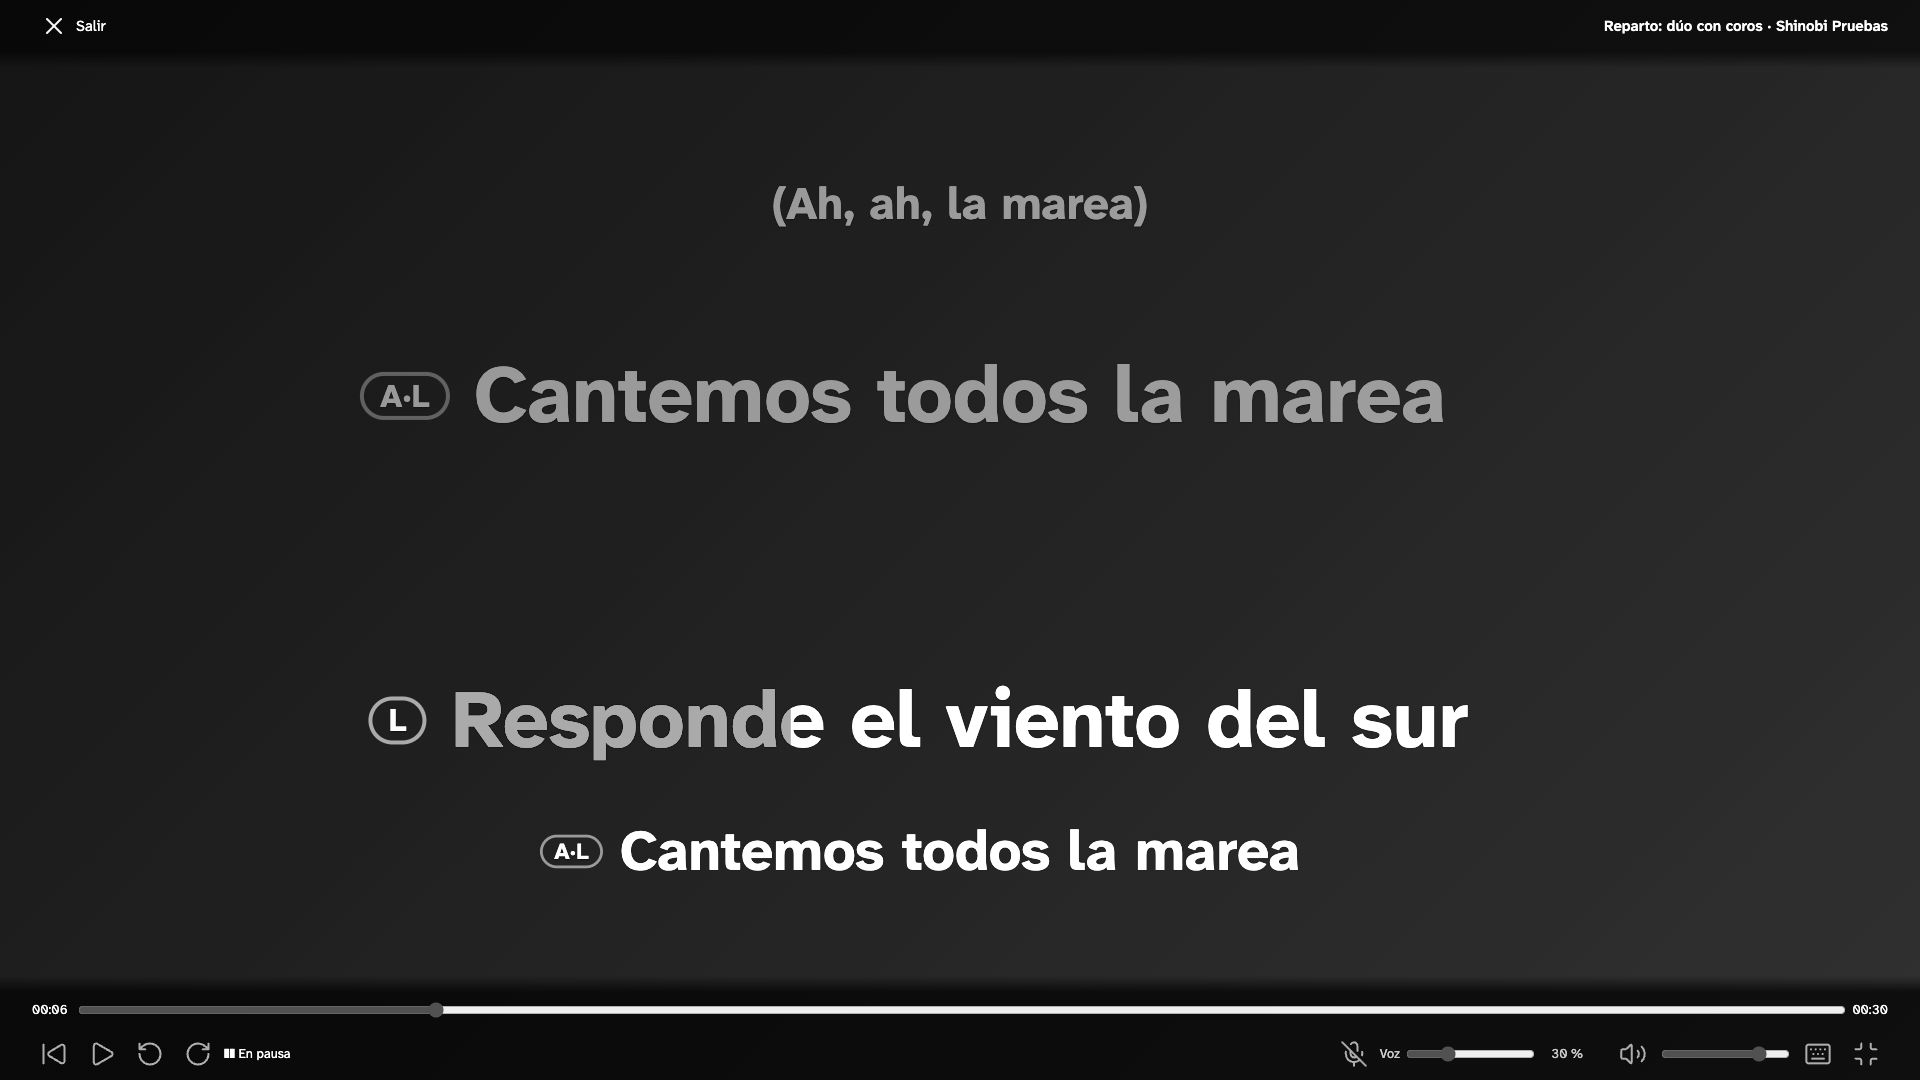 Salir
Reparto: dúo con coros · Shinobi Pruebas
(Ah, ah, la marea)
A·L Cantemos todos la marea
L Responde el viento del sur
A·L Cantemos todos la marea
00:06
00:30
En pausa
Voz
30 %